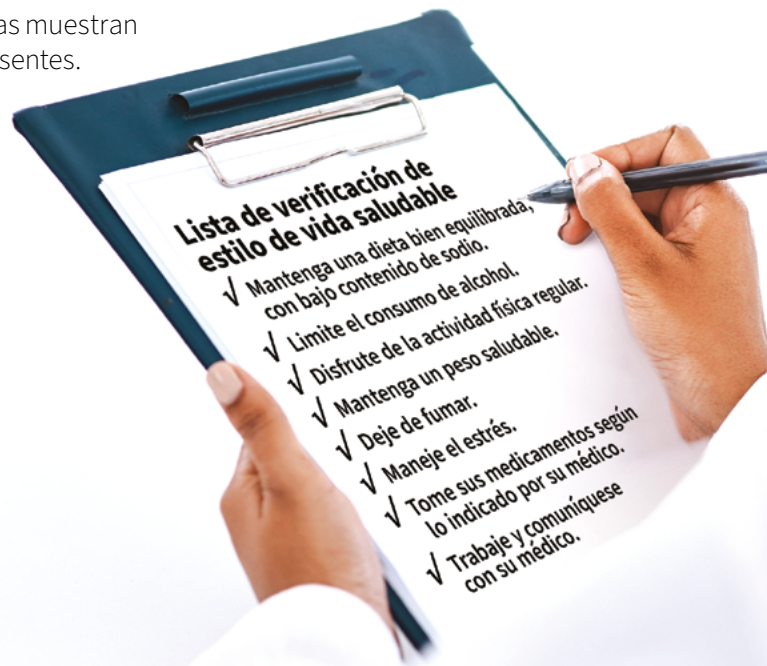 as muestran
sentes.
Lista de verificación de
estilo de vida saludable
√ Mantenga una dieta bien equilibrada,
con bajo contenido de sodio.
√ Limite el consumo de alcohol.
√ Disfrute de la actividad física regular.
√ Mantenga un peso saludable.
√ Deje de fumar.
√ Maneje el estrés.
√ Tome sus medicamentos según
lo indicado por su médico.
√ Trabaje y comuníquese
con su médico.